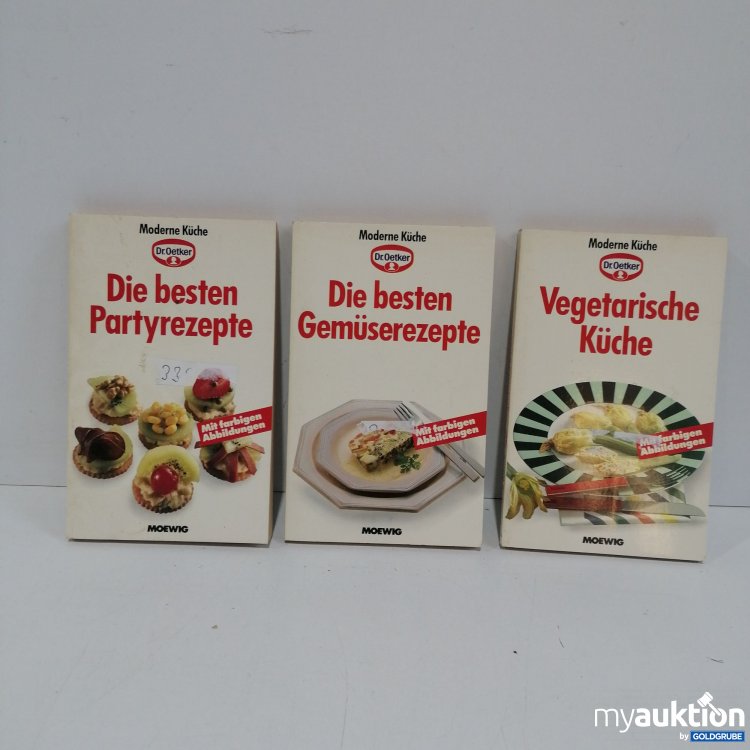 Moderne Küche
Dr. Oetker
Die besten
Partyrezepte
Mit farbigen
Abbildungen
MOEWIG
Moderne Küche
Dr. Oetker
Die besten
Gemüserezepte
Mit farbigen
Abbildungen
MOEWIG
Moderne Küche
Dr. Oetker
Vegetarische
Küche
Mit farbigen
Abbildungen
MOEWIG
myauktion
by GOLDGRUBE